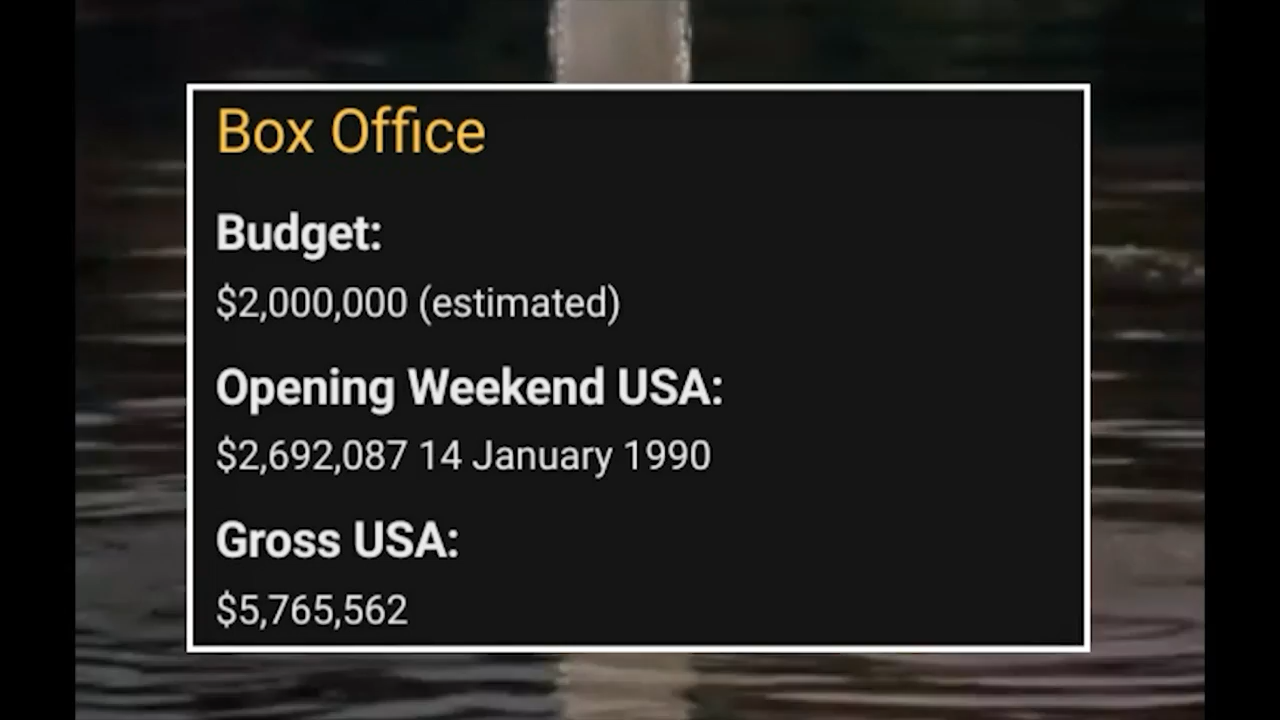 Box Office
Budget:
$2,000,000 (estimated)
Opening Weekend USA:
$2,692,087 14 January 1990
Gross USA:
$5,765,562